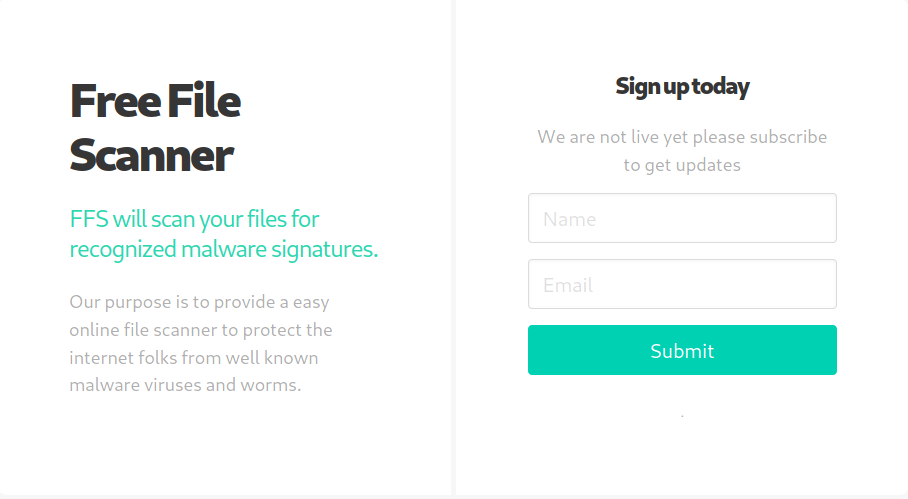 Free File
Scanner
FFS will scan your files for
recognized malware signatures.
Our purpose is to provide a easy
online file scanner to protect the
internet folks from well known
malware viruses and worms.
Sign up today
We are not live yet please subscribe
to get updates
Name
Email
Submit
.